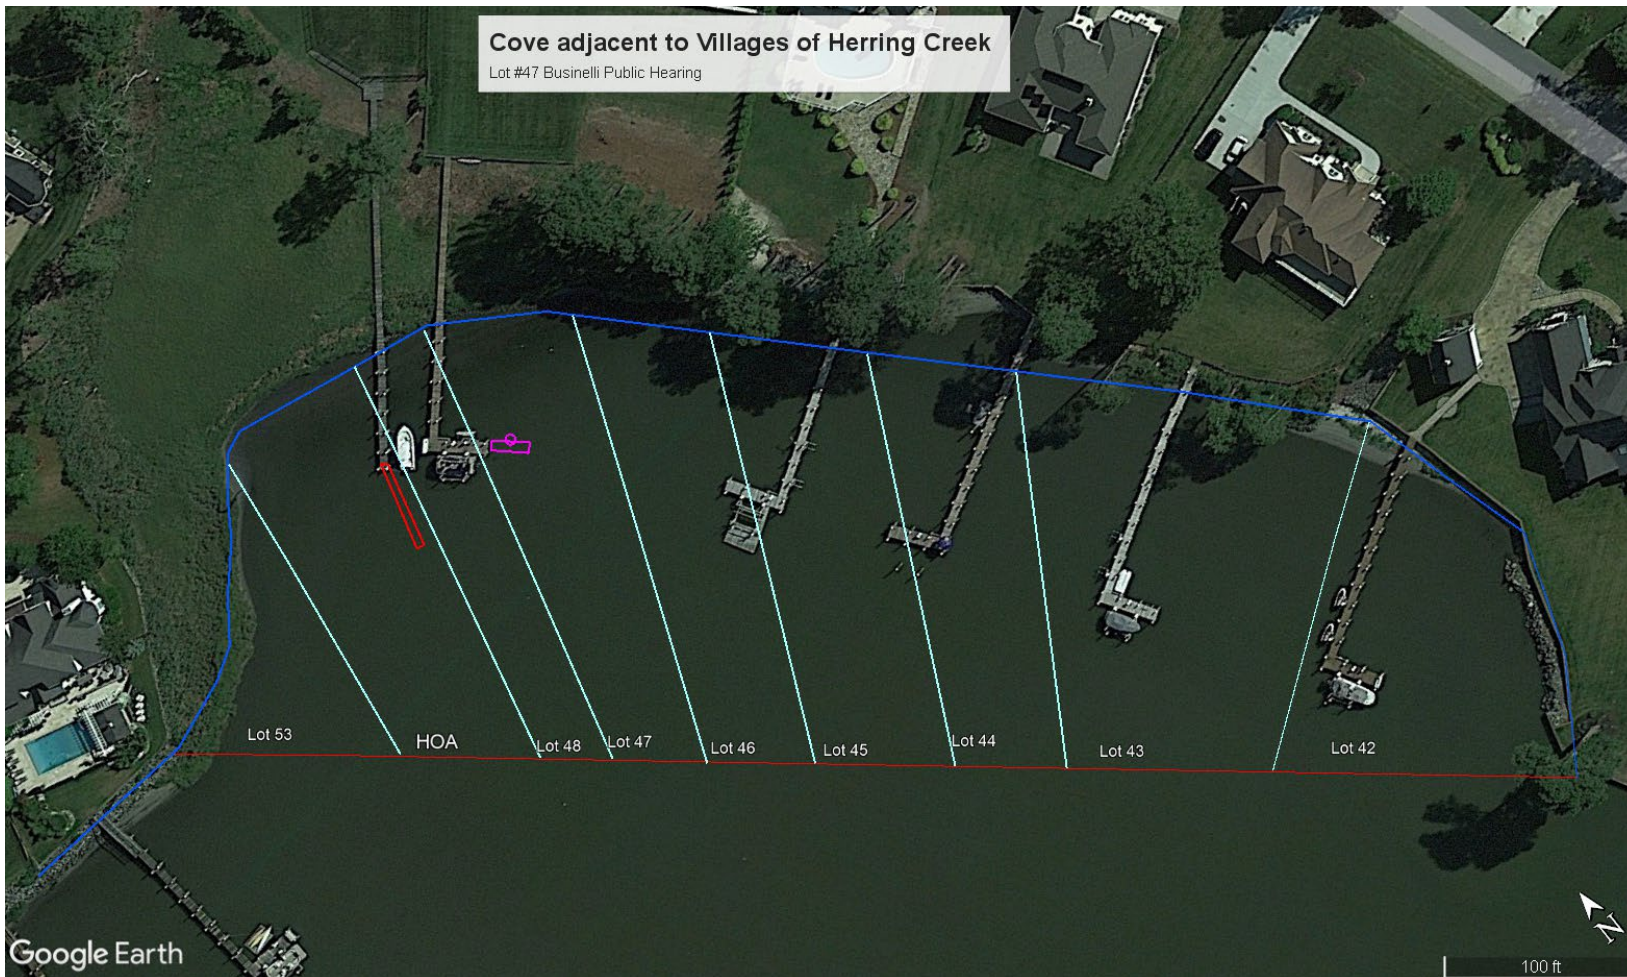 Cove adjacent to Villages of Herring Creek
Lot #47 Businelli Public Hearing
Lot 53
HOA
Lot 48
Lot 47
Lot 46
Lot 45
Lot 44
Lot 43
Lot 42
N
Google Earth
100 ft